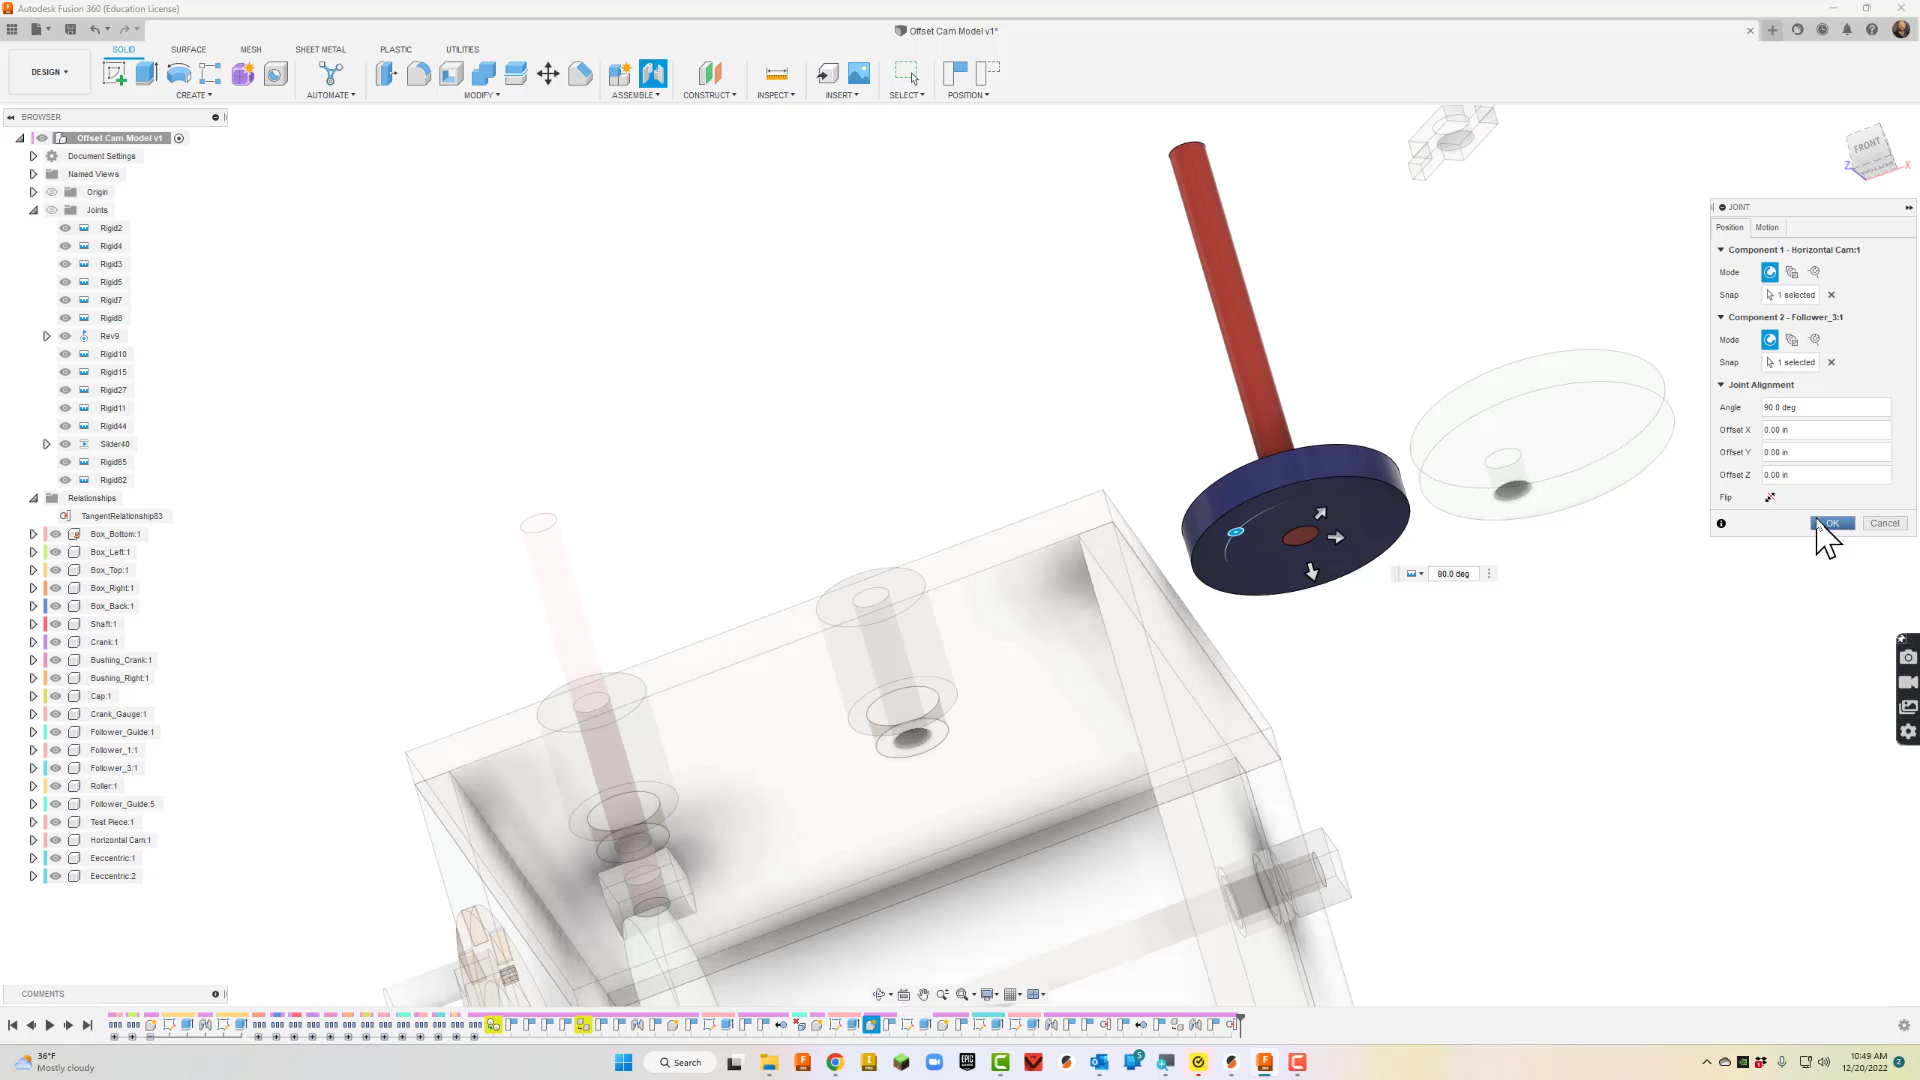 Autodesk Fusion 360 (Education License)
Offset Cam Model v1*
SOLID SURFACE MESH SHEET METAL PLASTIC UTILITIES
DESIGN ▾
CREATE ▾ AUTOMATE ▾ MODIFY ▾ ASSEMBLE ▾ CONSTRUCT ▾ INSPECT ▾ INSERT ▾ SELECT ▾ POSITION ▾
BROWSER
Offset Cam Model v1
Document Settings
Named Views
Origin
Joints
Rigid2
Rigid4
Rigid3
Rigid5
Rigid7
Rigid8
Rev9
Rigid10
Rigid15
Rigid27
Rigid11
Rigid44
Slider40
Rigid65
Rigid82
Relationships
TangentRelationship83
Box_Bottom:1
Box_Left:1
Box_Top:1
Box_Right:1
Box_Back:1
Shaft:1
Crank:1
Bushing_Crank:1
Bushing_Right:1
Cap:1
Crank_Gauge:1
Follower_Guide:1
Follower_1:1
Follower_3:1
Roller:1
Follower_Guide:5
Test Piece:1
Horizontal Cam:1
Eeccentric:1
Eeccentric:2
COMMENTS
FRONT
Z X
JOINT
Position Motion
Component 1 - Horizontal Cam:1
Mode
Snap 1 selected
Component 2 - Follower_3:1
Mode
Snap 1 selected
Joint Alignment
Angle 90.0 deg
Offset X 0.00 in
Offset Y 0.00 in
Offset Z 0.00 in
Flip
OK Cancel
90.0 deg
36°F
Mostly cloudy
Search
5
10:49 AM
12/20/2022
2